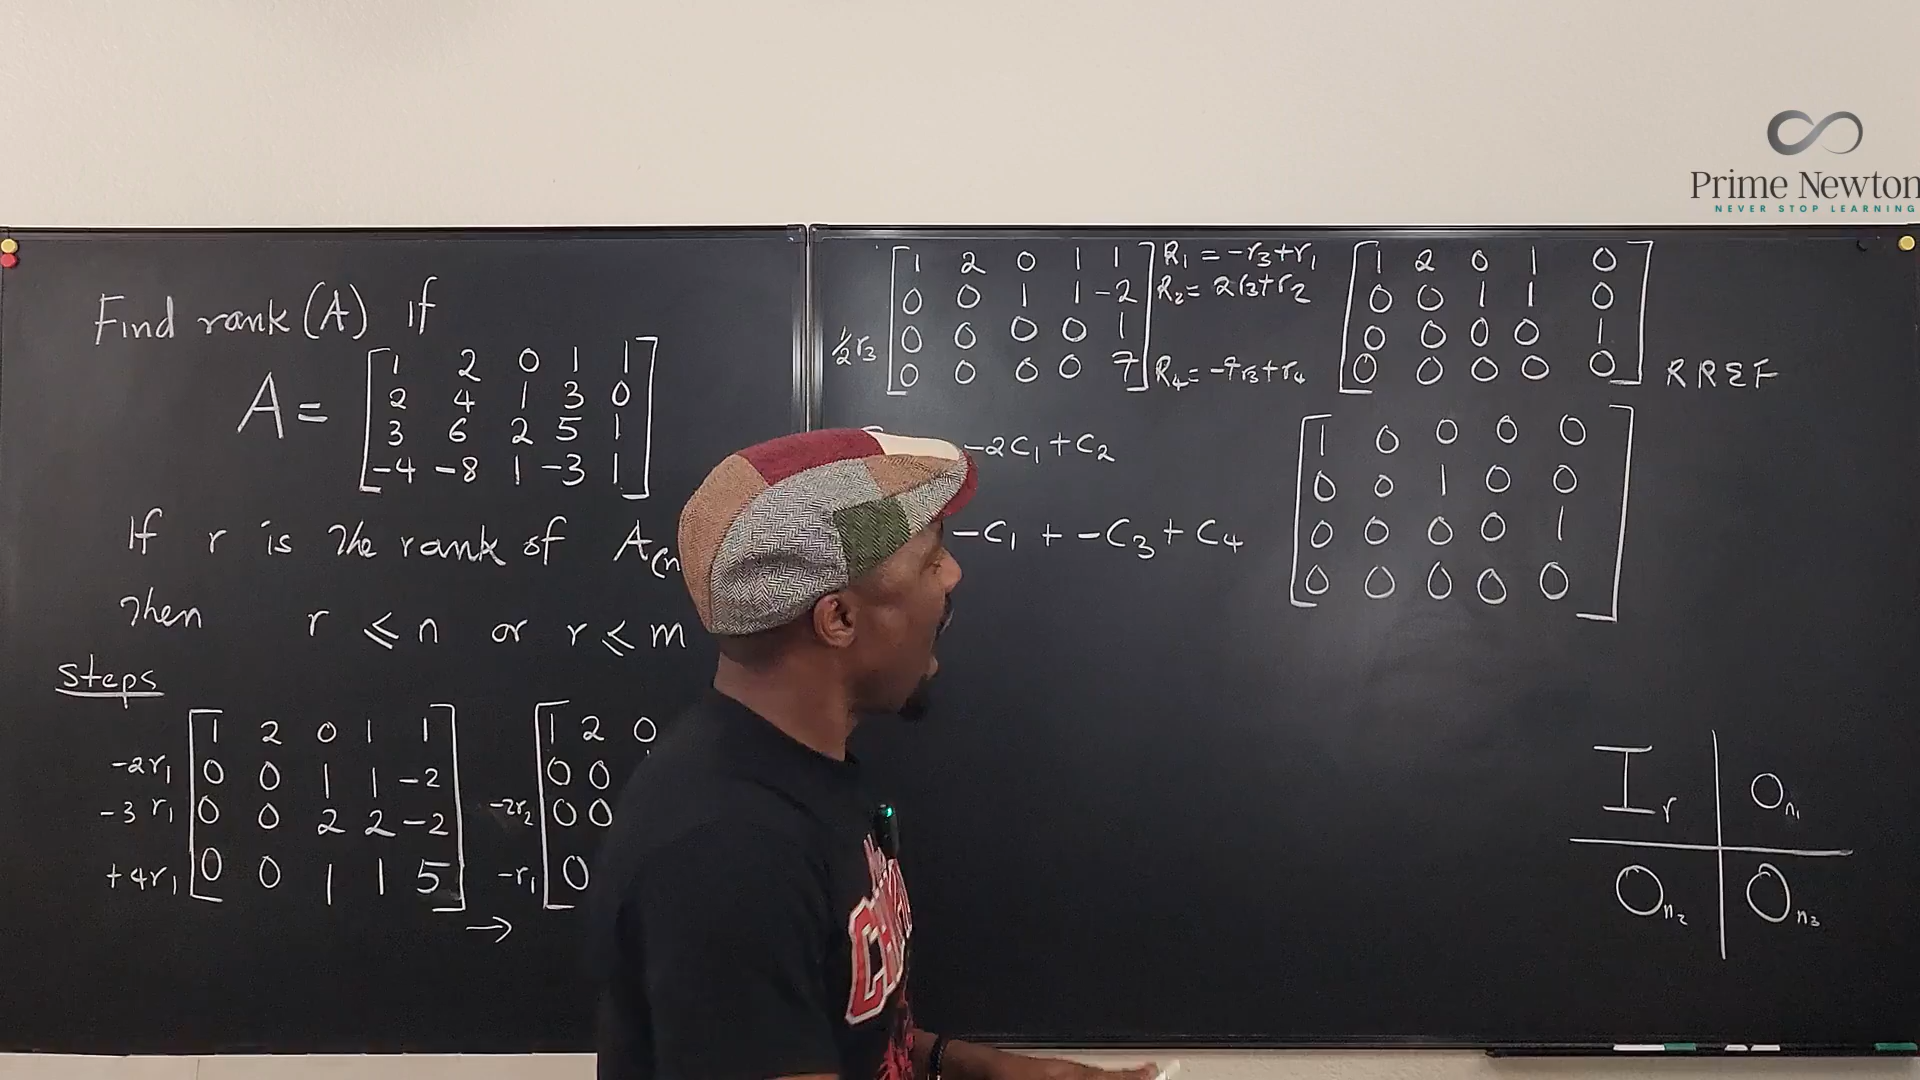 Prime Newton
NEVER STOP LEARNING
Find rank(A) if
A = [1 2 0 1 1
2 4 1 3 0
3 6 2 5 1
-4 -8 1 -3 1]
If r is the rank of A(n
Then r ≤ n or r ≤ m
Steps
1 2 0 1 1
-2r₁ 0 0 1 1 -2
-3r₁ 0 0 2 2 -2
+4r₁ 0 0 1 1 5
→
1 2 0
0 0
-2r₂ 0 0
-r₁ 0
1 2 0 1 1 R₁ = -r₃+r₁
0 0 1 1 -2 R₂ = 2r₃+r₂
½r₃ 0 0 0 0 1
0 0 0 0 7 R₄ = -7r₃+r₄
1 2 0 1 0
0 0 1 1 0
0 0 0 0 1
0 0 0 0 0 RREF
-2C₁+C₂
-C₁ + -C₃ + C₄
1 0 0 0 0
0 0 1 0 0
0 0 0 0 1
0 0 0 0 0
Iᵣ | O n₁
O n₂ | O n₃